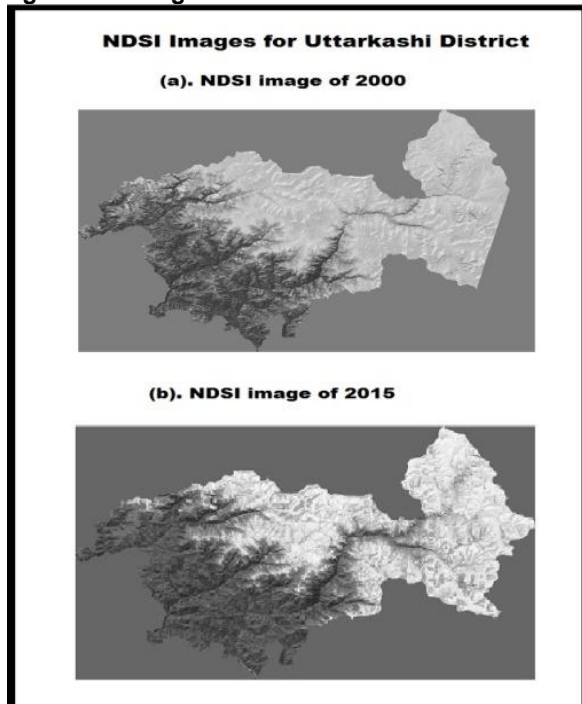 NDSI Images for Uttarkashi District
(a). NDSI image of 2000
(b). NDSI image of 2015